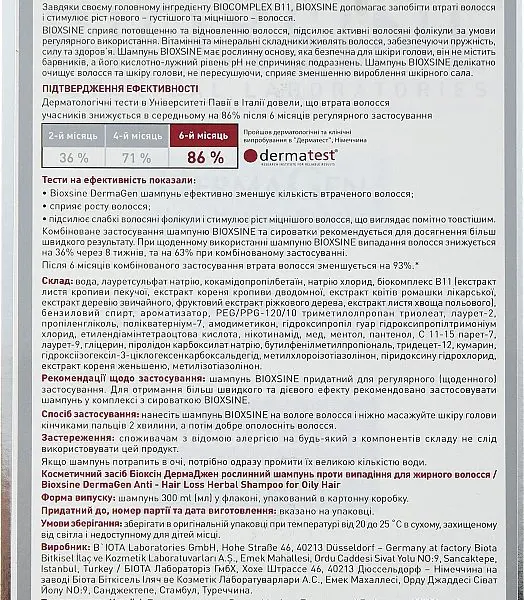 Завдяки своєму головному інгредієнту BIOCOMPLEX B11, BIOXSINE допомагає запобігти втраті волосся
і стимулює ріст нового - густішого та міцнішого - волосся.
BIOXSINE сприяє потовщенню та відновленню волосся, підсилює активні волосяні фолікули за умови
регулярного використання. Вітамінні та мінеральні складники живлять волосся, забезпечуючи пружність,
силу та здоров'я. Шампунь BIOXSINE має рослинну основу, яка безпечна для шкіри голови, він не містить
барвників, а його кислотно-лужний рівень pH не спричиняє подразнень. Шампунь BIOXSINE делікатно
очищує волосся та шкіру голови, не пересушуючи, сприяє зменшенню вироблення шкірного сала.
ПІДТВЕРДЖЕННЯ ЕФЕКТИВНОСТІ
Дерматологічні тести в Університеті Павії в Італії довели, що втрата волосся
учасників знижується в середньому на 86% після 6 місяців регулярного застосування
2-й місяць 4-й місяць 6-й місяць
36 % 71 % 86 %
Пройшов дерматологічні та клінічні
випробування в "Дерматест", Німеччина
dermatest®
RESEARCH INSTITUTE FOR RELIABLE RESULTS
Тести на ефективність показали:
• Bioxsine DermaGen шампунь ефективно зменшує кількість втраченого волосся;
• сприяє росту волосся;
• підсилює слабкі волосяні фолікули і стимулює ріст міцнішого волосся, що виглядає помітно товстішим.
Комбіноване застосування шампуню BIOXSINE та сироватки рекомендується для досягнення більш
швидкого результату. При щоденному використанні шампуню BIOXSINE випадання волосся знижується
на 36% через 8 тижнів, та на 63% при комбінованому застосуванні.
Після 6 місяців комбінованого застосування втрата волосся зменшується на 93%.*
Склад: вода, лауретсульфат натрію, кокамідопропілбетаїн, натрію хлорид, біокомплекс B11 (екстракт
листя кропиви пекучої, екстракт кореня кропиви дводомної, екстракт квітів ромашки лікарської,
екстракт деревію звичайного, фруктовий екстракт ріжкового дерева, екстракт листя хвоща польового),
бензиловий спирт, ароматизатор, PEG/PPG-120/10 триметилолпропан триолеат, лаурет-2,
пропіленгліколь, полікватерніум-7, амодиметикон, гідроксипропіл гуар гідроксипропілтримоніум
хлорид, етилендіамінтетраоцтова кислота, нікотинамід, мед, ментол, пантенол, С 11-15 парет-7,
лаурет-9, гліцерин, піролідон карбоксилат натрію, бутилфенілметилпропіональ, тридецет-12, кумарин,
гідроксіізогексіл-3-циклогексенкарбоксальдегід, метилхлороізотіазолінон, піридоксину гідрохлорид,
екстракт кореня женьшеню, метилізотіазолінон.
Рекомендації щодо застосування: шампунь BIOXSINE придатний для регулярного (щоденного)
застосування. Для отримання більш швидкого та дієвого ефекту рекомендовано застосовувати
шампунь у комплексі з сироваткою BIOXSINE.
Спосіб застосування: нанесіть шампунь BIOXSINE на вологе волосся і ніжно масажуйте шкіру голови
кінчиками пальців 2 хвилини, а потім добре ополосніть волосся.
Застереження: споживачам з відомою алергією на будь-який з компонентів складу не слід
використовувати цей продукт.
Якщо шампунь потрапить в очі, потрібно одразу промити їх великою кількістю води.
Косметичний засіб Біоксін ДермаДжен рослинний шампунь проти випадіння для жирного волосся /
Bioxsine DermaGen Anti - Hair Loss Herbal Shampoo for Oily Hair
Форма випуску: шампунь 300 ml (мл) у флаконі, упакований в картонну коробку.
Придатний до, номер партії та дата виготовлення: вказано на упаковці.
Умови зберігання: зберігати в оригінальній упаковці при температурі від 20 до 25 °C в сухому, захищеному
від світла і недоступному для дітей місці.
Виробник: B`IOTA Laboratories GmbH, Hohe Straße 46, 40213 Düsseldorf – Germany at factory Biota
Bitkisel İlaç ve Kozmetik Laboratuvarları A.Ş., Emek Mahallesi, Ordu Caddesi Sivat Yolu NO:9, Sancaktepe,
Istanbul, Turkey / БІОТА Лабораторіз ГмбХ, Хохе Штрассе 46, 40213 Дюссельдорф – Німеччина на
заводі Біота Біткісель Іляч ве Козметік Лаборатуварлари А.С., Емек Махаллесі, Орду Джаддесі Сіват
Йолу NO:9, Санджектепе, Стамбул, Туреччина.